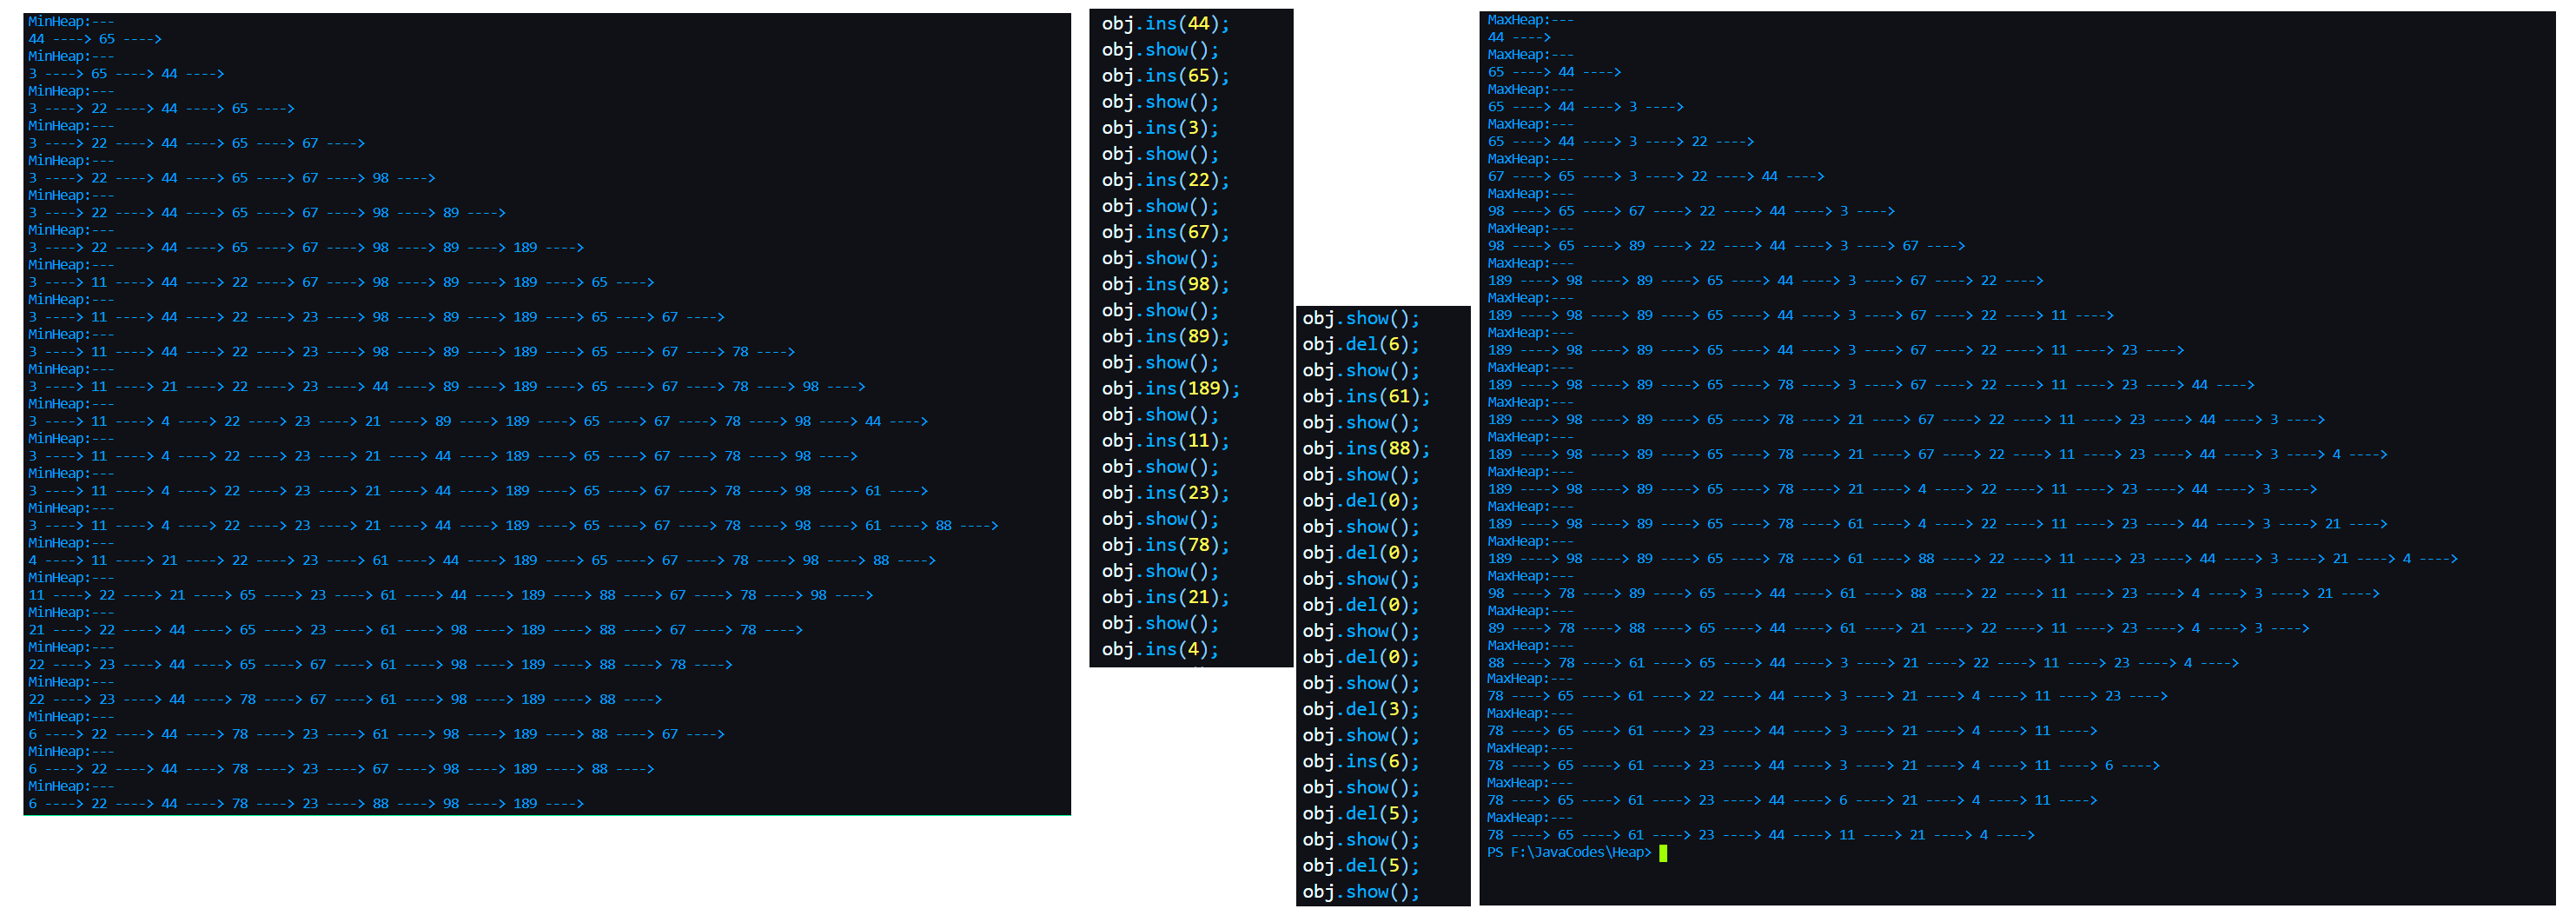 MinHeap:---
44 ----> 65 ---->
MinHeap:---
3 ----> 65 ----> 44 ---->
MinHeap:---
3 ----> 22 ----> 44 ----> 65 ---->
MinHeap:---
3 ----> 22 ----> 44 ----> 65 ----> 67 ---->
MinHeap:---
3 ----> 22 ----> 44 ----> 65 ----> 67 ----> 98 ---->
MinHeap:---
3 ----> 22 ----> 44 ----> 65 ----> 67 ----> 98 ----> 89 ---->
MinHeap:---
3 ----> 22 ----> 44 ----> 65 ----> 67 ----> 98 ----> 89 ----> 189 ---->
MinHeap:---
3 ----> 11 ----> 44 ----> 22 ----> 67 ----> 98 ----> 89 ----> 189 ----> 65 ---->
MinHeap:---
3 ----> 11 ----> 44 ----> 22 ----> 23 ----> 98 ----> 89 ----> 189 ----> 65 ----> 67 ---->
MinHeap:---
3 ----> 11 ----> 44 ----> 22 ----> 23 ----> 98 ----> 89 ----> 189 ----> 65 ----> 67 ----> 78 ---->
MinHeap:---
3 ----> 11 ----> 21 ----> 22 ----> 23 ----> 44 ----> 89 ----> 189 ----> 65 ----> 67 ----> 78 ----> 98 ---->
MinHeap:---
3 ----> 11 ----> 4 ----> 22 ----> 23 ----> 21 ----> 89 ----> 189 ----> 65 ----> 67 ----> 78 ----> 98 ----> 44 ---->
MinHeap:---
3 ----> 11 ----> 4 ----> 22 ----> 23 ----> 21 ----> 44 ----> 189 ----> 65 ----> 67 ----> 78 ----> 98 ---->
MinHeap:---
3 ----> 11 ----> 4 ----> 22 ----> 23 ----> 21 ----> 44 ----> 189 ----> 65 ----> 67 ----> 78 ----> 98 ----> 61 ---->
MinHeap:---
3 ----> 11 ----> 4 ----> 22 ----> 23 ----> 21 ----> 44 ----> 189 ----> 65 ----> 67 ----> 78 ----> 98 ----> 61 ----> 88 ---->
MinHeap:---
4 ----> 11 ----> 21 ----> 22 ----> 23 ----> 61 ----> 44 ----> 189 ----> 65 ----> 67 ----> 78 ----> 98 ----> 88 ---->
MinHeap:---
11 ----> 22 ----> 21 ----> 65 ----> 23 ----> 61 ----> 44 ----> 189 ----> 88 ----> 67 ----> 78 ----> 98 ---->
MinHeap:---
21 ----> 22 ----> 44 ----> 65 ----> 23 ----> 61 ----> 98 ----> 189 ----> 88 ----> 67 ----> 78 ---->
MinHeap:---
22 ----> 23 ----> 44 ----> 65 ----> 67 ----> 61 ----> 98 ----> 189 ----> 88 ----> 78 ---->
MinHeap:---
22 ----> 23 ----> 44 ----> 78 ----> 67 ----> 61 ----> 98 ----> 189 ----> 88 ---->
MinHeap:---
6 ----> 22 ----> 44 ----> 78 ----> 23 ----> 61 ----> 98 ----> 189 ----> 88 ----> 67 ---->
MinHeap:---
6 ----> 22 ----> 44 ----> 78 ----> 23 ----> 67 ----> 98 ----> 189 ----> 88 ---->
MinHeap:---
6 ----> 22 ----> 44 ----> 78 ----> 23 ----> 88 ----> 98 ----> 189 ---->
obj.ins(44);
obj.show();
obj.ins(65);
obj.show();
obj.ins(3);
obj.show();
obj.ins(22);
obj.show();
obj.ins(67);
obj.show();
obj.ins(98);
obj.show();
obj.ins(89);
obj.show();
obj.ins(189);
obj.show();
obj.ins(11);
obj.show();
obj.ins(23);
obj.show();
obj.ins(78);
obj.show();
obj.ins(21);
obj.show();
obj.ins(4);
obj.show();
obj.del(6);
obj.show();
obj.ins(61);
obj.show();
obj.ins(88);
obj.show();
obj.del(0);
obj.show();
obj.del(0);
obj.show();
obj.del(0);
obj.show();
obj.del(0);
obj.show();
obj.del(3);
obj.show();
obj.ins(6);
obj.show();
obj.del(5);
obj.show();
obj.del(5);
obj.show();
MaxHeap:---
44 ---->
MaxHeap:---
65 ----> 44 ---->
MaxHeap:---
65 ----> 44 ----> 3 ---->
MaxHeap:---
65 ----> 44 ----> 3 ----> 22 ---->
MaxHeap:---
67 ----> 65 ----> 3 ----> 22 ----> 44 ---->
MaxHeap:---
98 ----> 65 ----> 67 ----> 22 ----> 44 ----> 3 ---->
MaxHeap:---
98 ----> 65 ----> 89 ----> 22 ----> 44 ----> 3 ----> 67 ---->
MaxHeap:---
189 ----> 98 ----> 89 ----> 65 ----> 44 ----> 3 ----> 67 ----> 22 ---->
MaxHeap:---
189 ----> 98 ----> 89 ----> 65 ----> 44 ----> 3 ----> 67 ----> 22 ----> 11 ---->
MaxHeap:---
189 ----> 98 ----> 89 ----> 65 ----> 44 ----> 3 ----> 67 ----> 22 ----> 11 ----> 23 ---->
MaxHeap:---
189 ----> 98 ----> 89 ----> 65 ----> 78 ----> 3 ----> 67 ----> 22 ----> 11 ----> 23 ----> 44 ---->
MaxHeap:---
189 ----> 98 ----> 89 ----> 65 ----> 78 ----> 21 ----> 67 ----> 22 ----> 11 ----> 23 ----> 44 ----> 3 ---->
MaxHeap:---
189 ----> 98 ----> 89 ----> 65 ----> 78 ----> 21 ----> 67 ----> 22 ----> 11 ----> 23 ----> 44 ----> 3 ----> 4 ---->
MaxHeap:---
189 ----> 98 ----> 89 ----> 65 ----> 78 ----> 21 ----> 4 ----> 22 ----> 11 ----> 23 ----> 44 ----> 3 ---->
MaxHeap:---
189 ----> 98 ----> 89 ----> 65 ----> 78 ----> 61 ----> 4 ----> 22 ----> 11 ----> 23 ----> 44 ----> 3 ----> 21 ---->
MaxHeap:---
189 ----> 98 ----> 89 ----> 65 ----> 78 ----> 61 ----> 88 ----> 22 ----> 11 ----> 23 ----> 44 ----> 3 ----> 21 ----> 4 ---->
MaxHeap:---
98 ----> 78 ----> 89 ----> 65 ----> 44 ----> 61 ----> 88 ----> 22 ----> 11 ----> 23 ----> 4 ----> 3 ----> 21 ---->
MaxHeap:---
89 ----> 78 ----> 88 ----> 65 ----> 44 ----> 61 ----> 21 ----> 22 ----> 11 ----> 23 ----> 4 ----> 3 ---->
MaxHeap:---
88 ----> 78 ----> 61 ----> 65 ----> 44 ----> 3 ----> 21 ----> 22 ----> 11 ----> 23 ----> 4 ---->
MaxHeap:---
78 ----> 65 ----> 61 ----> 22 ----> 44 ----> 3 ----> 21 ----> 4 ----> 11 ----> 23 ---->
MaxHeap:---
78 ----> 65 ----> 61 ----> 23 ----> 44 ----> 3 ----> 21 ----> 4 ----> 11 ---->
MaxHeap:---
78 ----> 65 ----> 61 ----> 23 ----> 44 ----> 3 ----> 21 ----> 4 ----> 11 ----> 6 ---->
MaxHeap:---
78 ----> 65 ----> 61 ----> 23 ----> 44 ----> 6 ----> 21 ----> 4 ----> 11 ---->
MaxHeap:---
78 ----> 65 ----> 61 ----> 23 ----> 44 ----> 11 ----> 21 ----> 4 ---->
PS F:\JavaCodes\Heap>